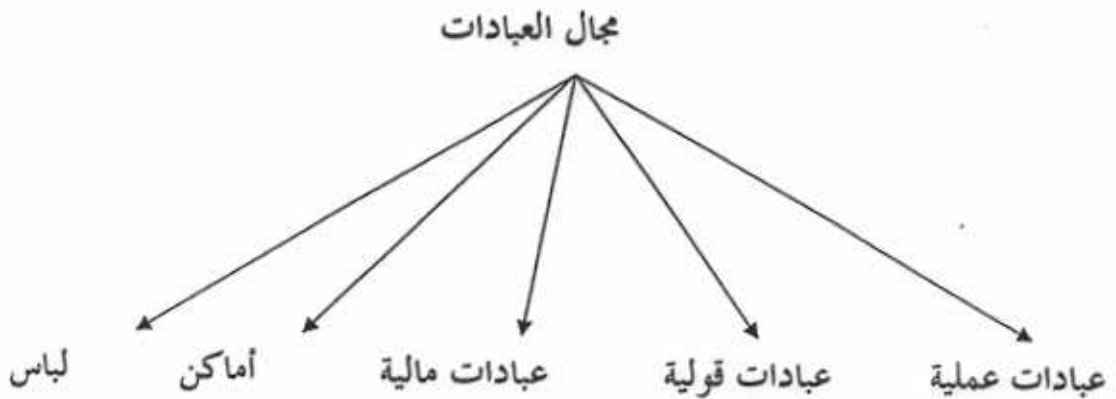 مجال العبادات
عبادات عملية عبادات قولية عبادات مالية أماكن لباس